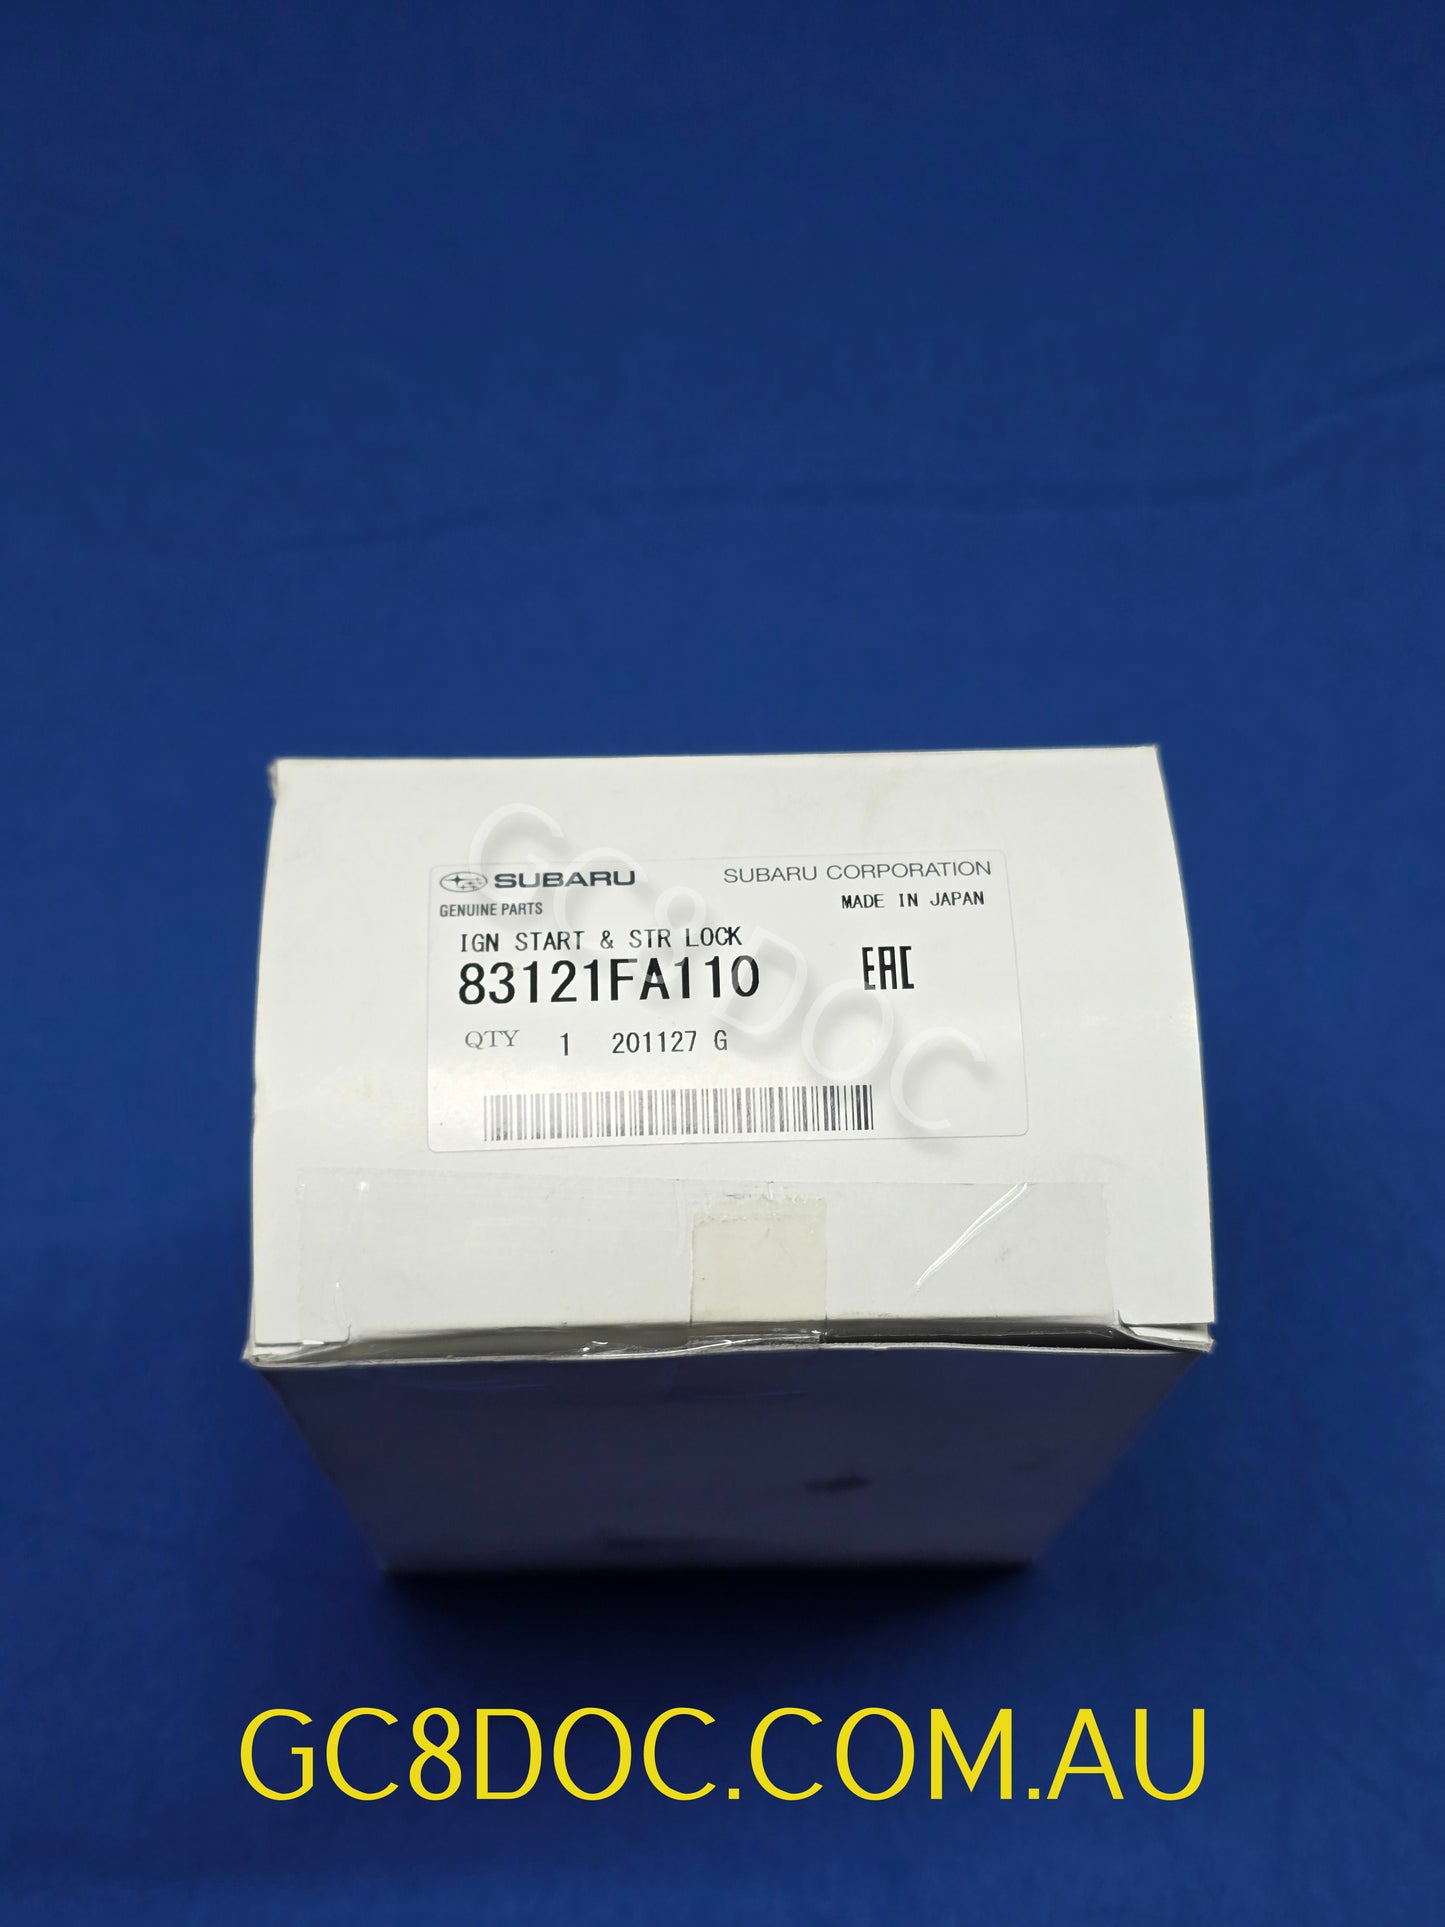 SUBARU
SUBARU CORPORATION
GENUINE PARTS
MADE IN JAPAN
IGN START & STR LOCK
83121FA110
EAC
QTY 1 201127 G
GC8DOC
GC8DOC.COM.AU